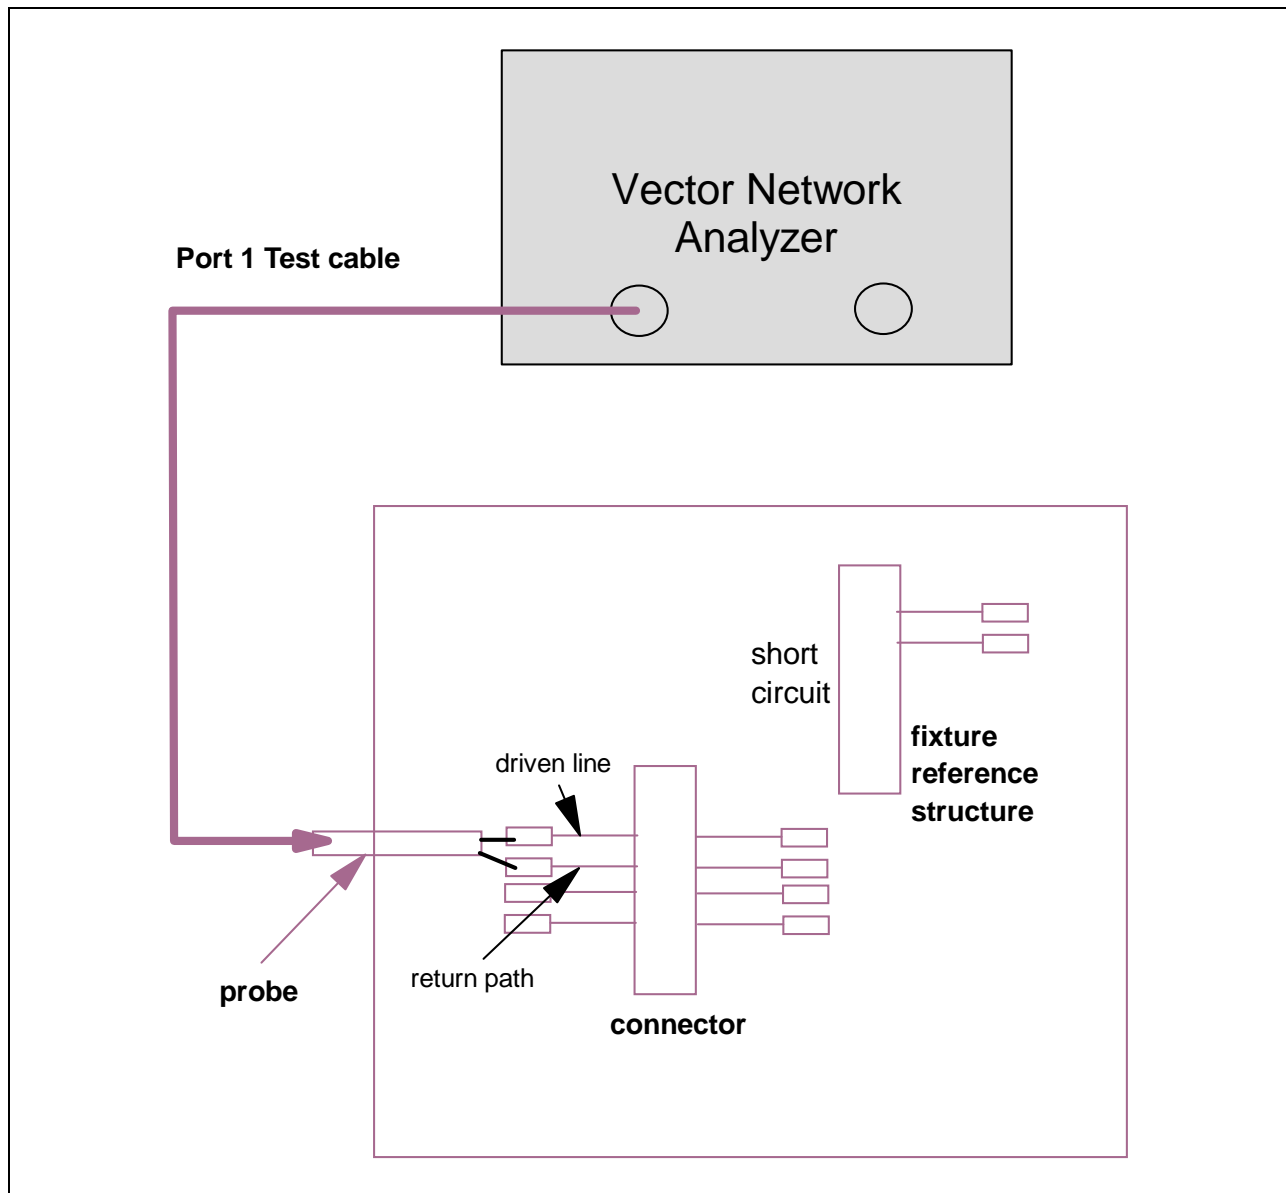 Vector Network
Analyzer
Port 1 Test cable
short
circuit
fixture
reference
structure
driven line
return path
probe
connector